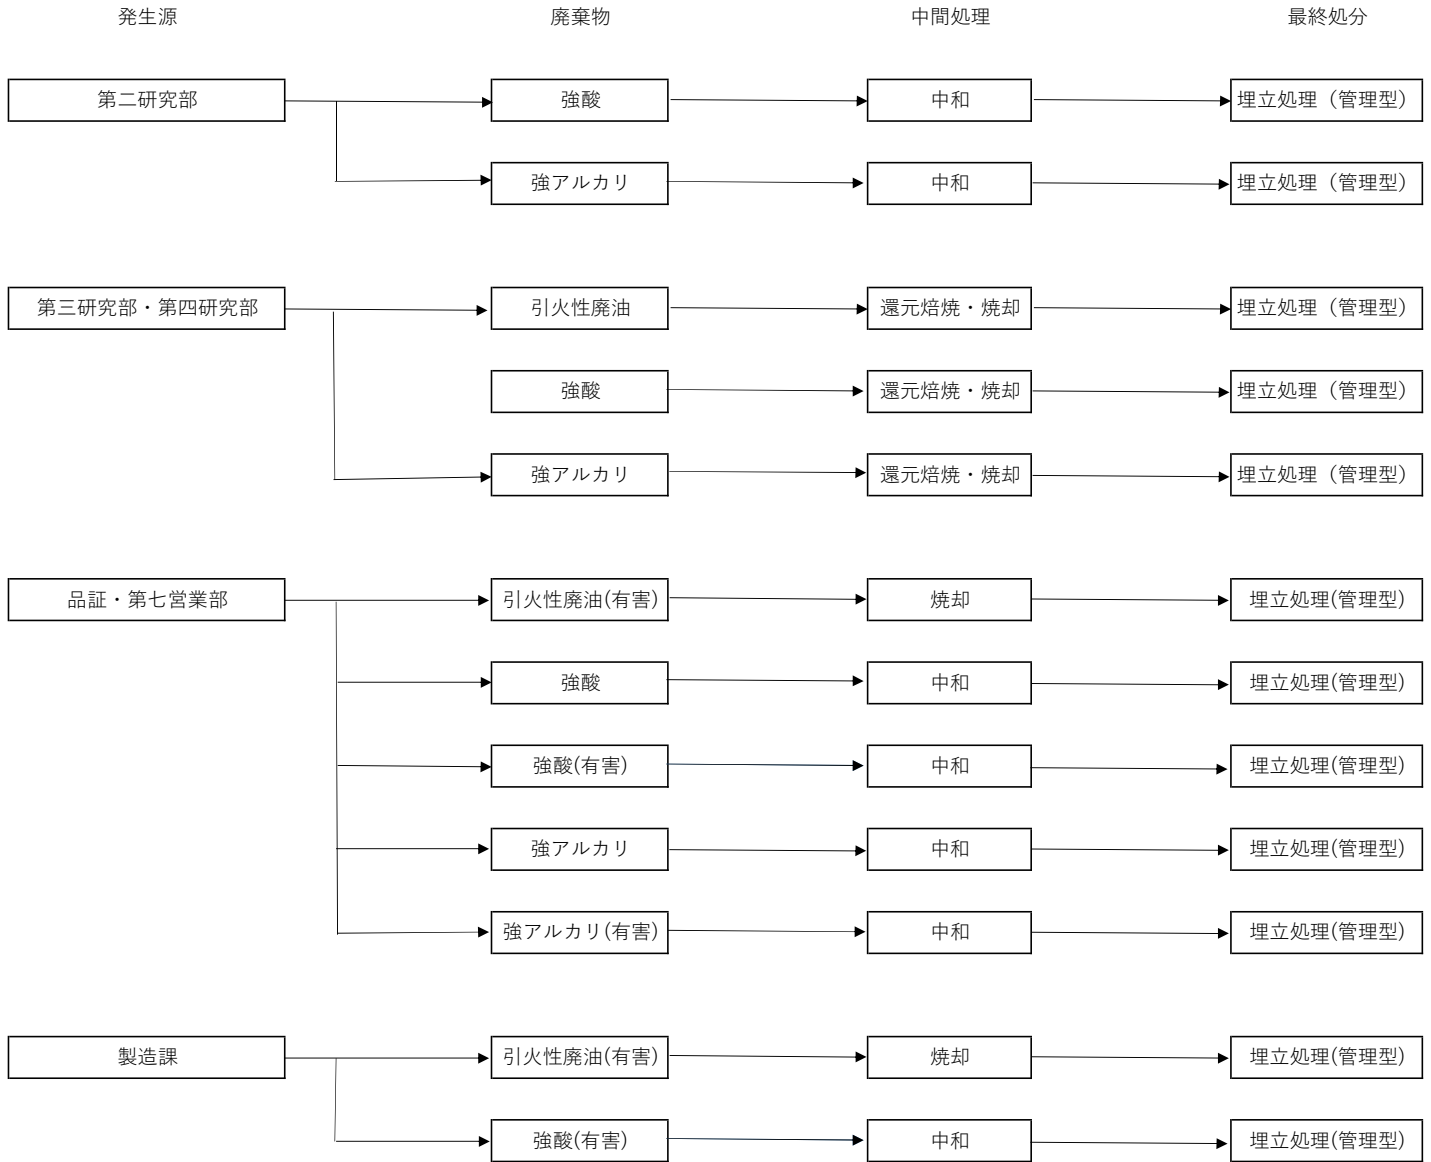 発生源 廃棄物 中間処理 最終処分
第二研究部 強酸 中和 埋立処理（管理型）
強アルカリ 中和 埋立処理（管理型）
第三研究部・第四研究部 引火性廃油 還元焙焼・焼却 埋立処理（管理型）
強酸 還元焙焼・焼却 埋立処理（管理型）
強アルカリ 還元焙焼・焼却 埋立処理（管理型）
品証・第七営業部 引火性廃油(有害) 焼却 埋立処理(管理型)
強酸 中和 埋立処理(管理型)
強酸(有害) 中和 埋立処理(管理型)
強アルカリ 中和 埋立処理(管理型)
強アルカリ(有害) 中和 埋立処理(管理型)
製造課 引火性廃油(有害) 焼却 埋立処理(管理型)
強酸(有害) 中和 埋立処理(管理型)